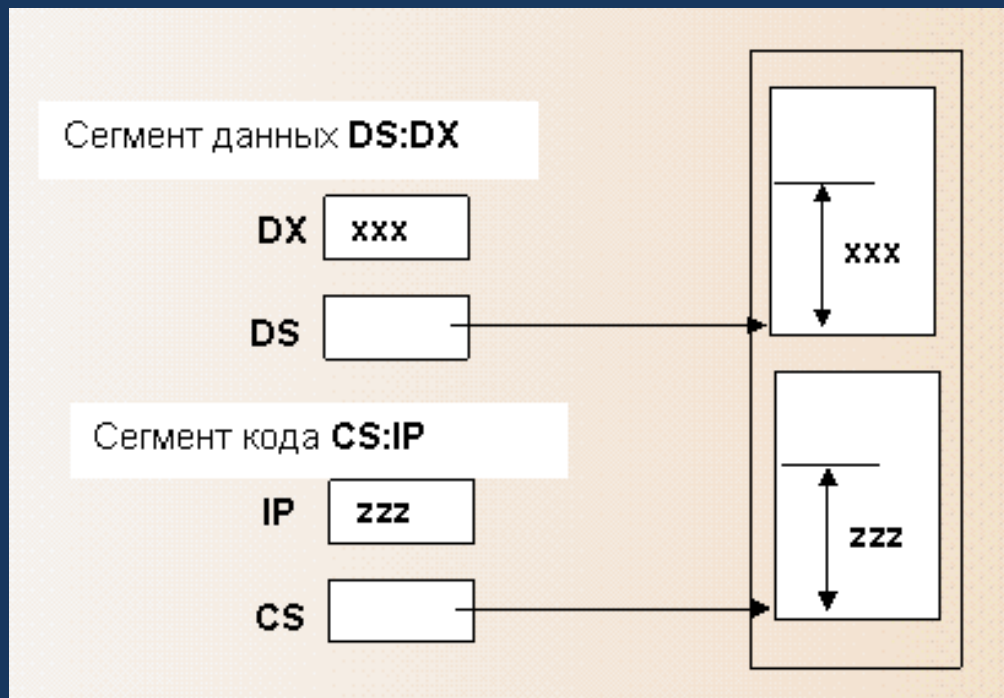 Сегмент данных DS:DX
DX xxx
xxx
DS
Сегмент кода CS:IP
IP zzz
zzz
CS